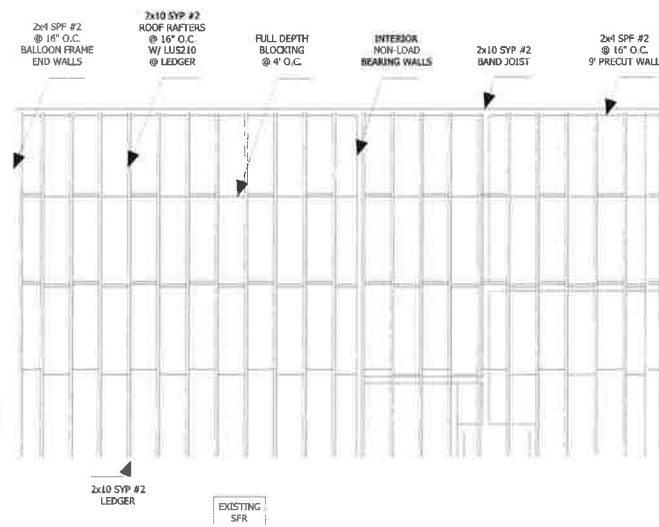 2x4 SPF #2
@ 16" O.C.
BALLOON FRAME
END WALLS
2x10 SYP #2
ROOF RAFTERS
@ 16" O.C.
W/ LUS210
@ LEDGER
FULL DEPTH
BLOCKING
@ 4' O.C.
INTERIOR
NON-LOAD
BEARING WALLS
2x10 SYP #2
BAND JOIST
2x4 SPF #2
@ 16" O.C.
9' PRECUT WALL
2x10 SYP #2
LEDGER
EXISTING
SFR